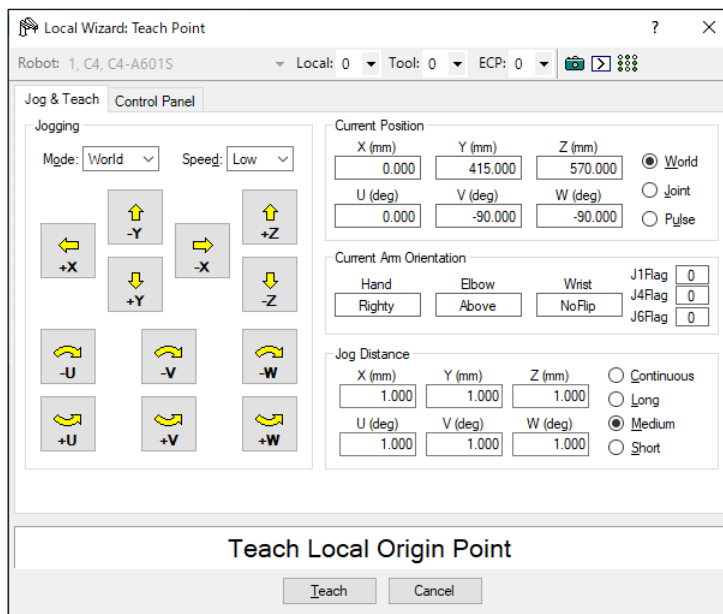 Local Wizard: Teach Point
Robot: 1, C4, C4-A601S Local: 0 Tool: 0 ECP: 0
Jog & Teach Control Panel
Jogging
Mode: World Speed: Low
-Y +Z
+X -X
+Y -Z
-U -V -W
+U +V +W
Current Position
X (mm) Y (mm) Z (mm)
0.000 415.000 570.000
U (deg) V (deg) W (deg)
0.000 -90.000 -90.000
World
Joint
Pulse
Current Arm Orientation
Hand Elbow Wrist
Righty Above NoFlip
J1Flag 0
J4Flag 0
J6Flag 0
Jog Distance
X (mm) Y (mm) Z (mm)
1.000 1.000 1.000
U (deg) V (deg) W (deg)
1.000 1.000 1.000
Continuous
Long
Medium
Short
Teach Local Origin Point
Teach Cancel